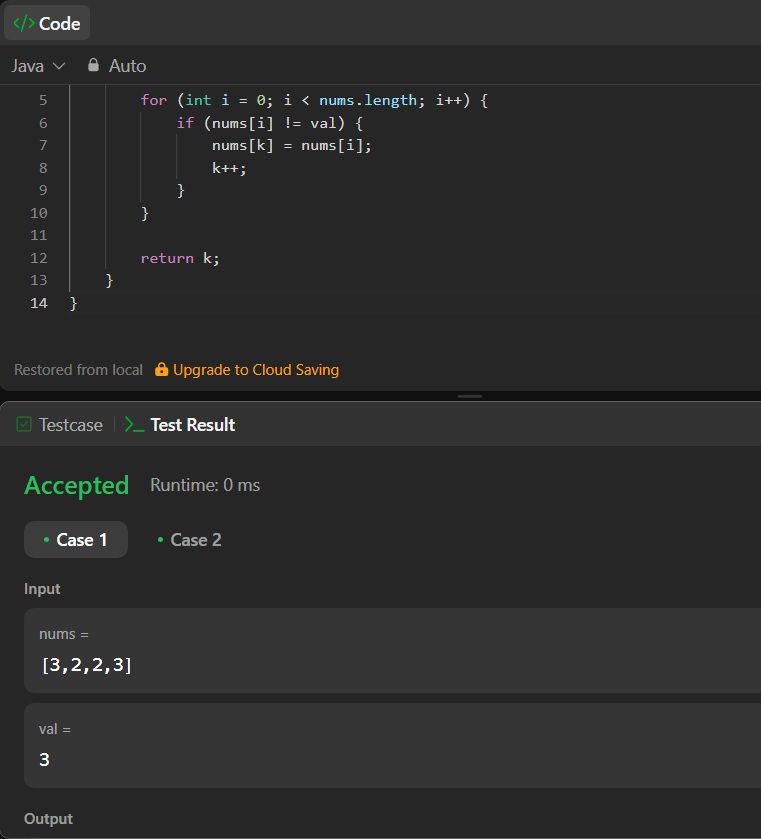 </> Code
Java Auto
5 for (int i = 0; i < nums.length; i++) {
6 if (nums[i] != val) {
7 nums[k] = nums[i];
8 k++;
9 }
10 }
11
12 return k;
13 }
14 }
Restored from local Upgrade to Cloud Saving
Testcase >_ Test Result
Accepted Runtime: 0 ms
• Case 1 • Case 2
Input
nums =
[3,2,2,3]
val =
3
Output